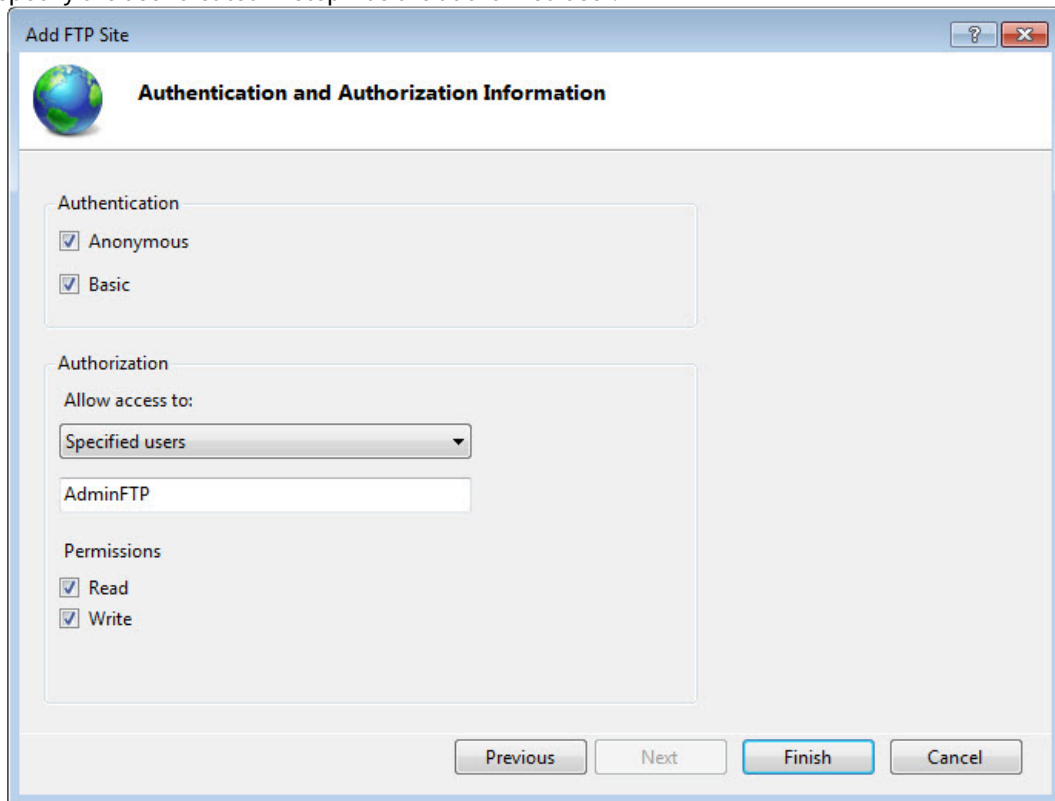 Add FTP Site
Authentication and Authorization Information
Authentication
Anonymous
Basic
Authorization
Allow access to:
Specified users
AdminFTP
Permissions
Read
Write
Previous Next Finish Cancel